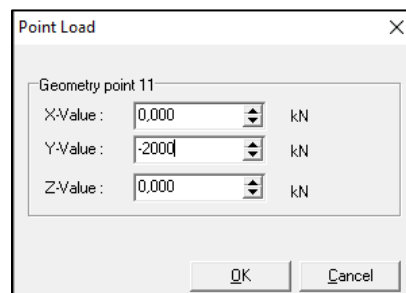 Point Load
Geometry point 11
X-Value : 0,000 kN
Y-Value : -2000 kN
Z-Value : 0,000 kN
OK Cancel